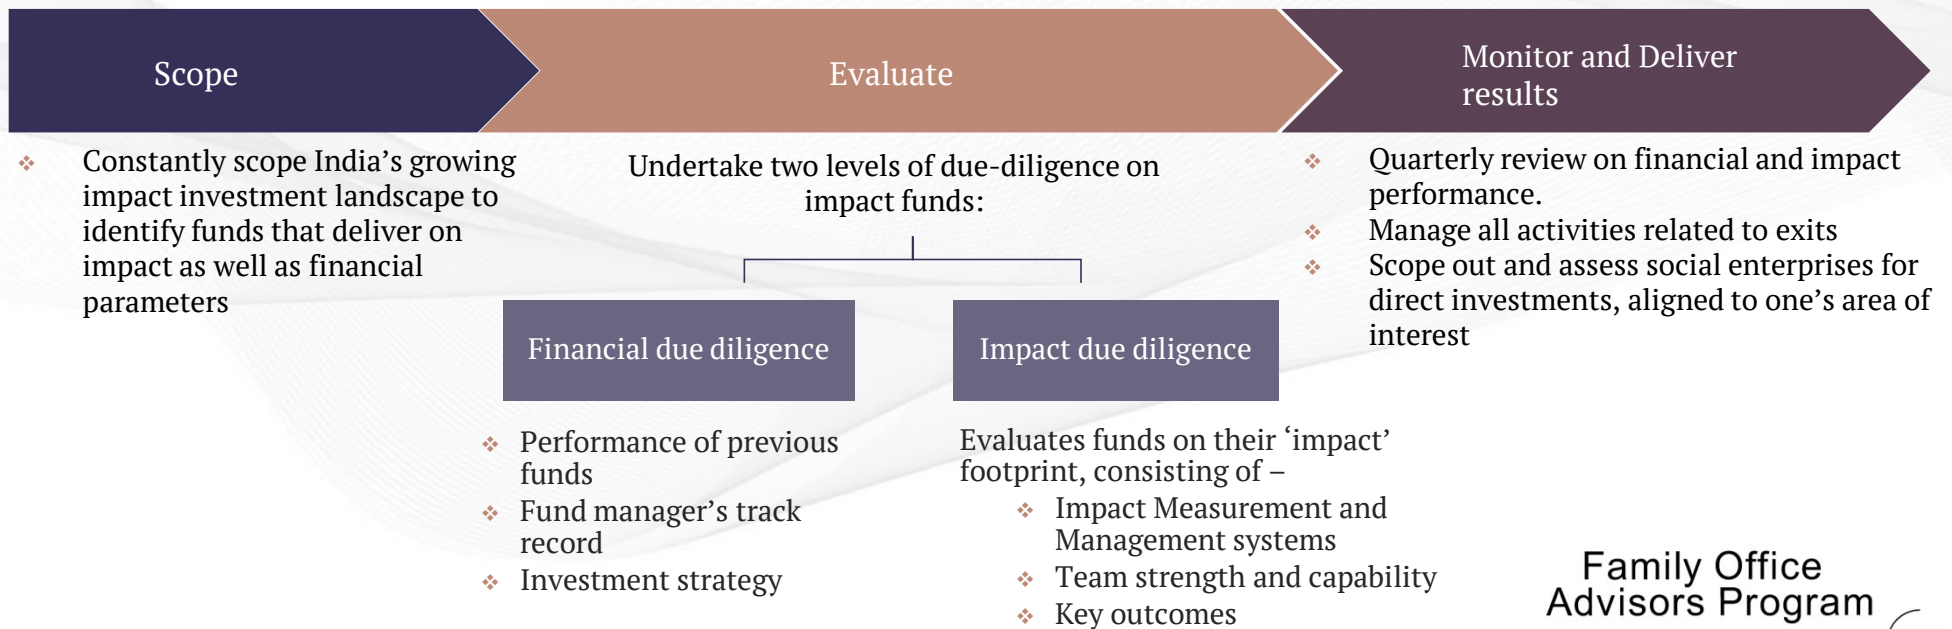 Scope
Evaluate
Monitor and Deliver
results
❖ Constantly scope India’s growing
impact investment landscape to
identify funds that deliver on
impact as well as financial
parameters
Undertake two levels of due-diligence on
impact funds:
Financial due diligence
❖ Performance of previous
funds
❖ Fund manager’s track
record
❖ Investment strategy
Impact due diligence
Evaluates funds on their ‘impact’
footprint, consisting of –
❖ Impact Measurement and
Management systems
❖ Team strength and capability
❖ Key outcomes
❖ Quarterly review on financial and impact
performance.
❖ Manage all activities related to exits
❖ Scope out and assess social enterprises for
direct investments, aligned to one’s area of
interest
Family Office
Advisors Program